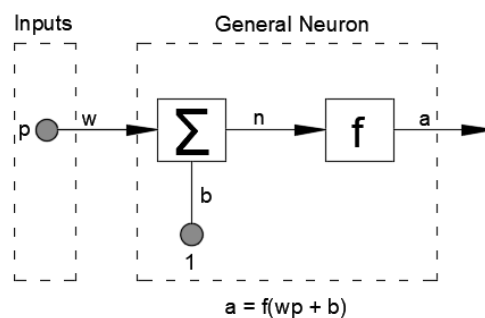 Inputs
General Neuron
p
w
Σ
n
f
a
b
1
a = f(wp + b)